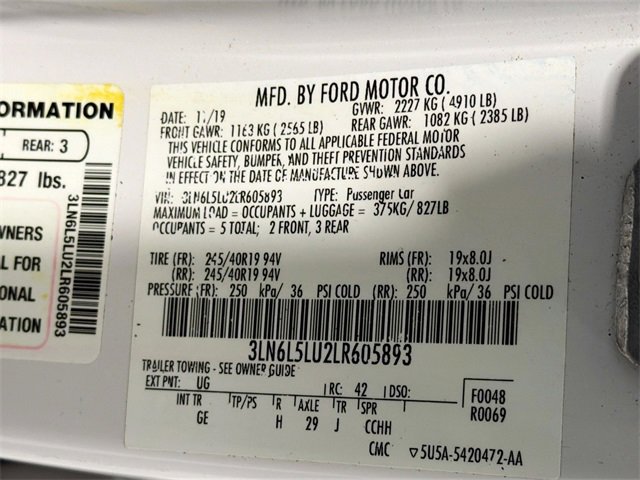 ORMATION
REAR: 3
827 lbs.
WNERS
L FOR
ONAL
ATION
3LN6L5LU2LR605893
MFD. BY FORD MOTOR CO.
DATE: 11/19 GVWR: 2227 KG (4910 LB)
FRONT GAWR: 1163 KG (2565 LB) REAR GAWR: 1082 KG (2385 LB)
THIS VEHICLE CONFORMS TO ALL APPLICABLE FEDERAL MOTOR
VEHICLE SAFETY, BUMPER, AND THEFT PREVENTION STANDARDS
IN EFFECT ON THE DATE OF MANUFACTURE SHOWN ABOVE.
VIN: 3LN6L5LU2LR605893 TYPE: Passenger Car
MAXIMUM LOAD = OCCUPANTS + LUGGAGE = 375KG/ 827LB
OCCUPANTS = 5 TOTAL; 2 FRONT, 3 REAR
TIRE (FR): 245/40R19 94V RIMS (FR): 19x8.0J
(RR): 245/40R19 94V (RR): 19x8.0J
PRESSURE (FR): 250 kPa/ 36 PSI COLD (RR): 250 kPa/36 PSI COLD
3LN6L5LU2LR605893
TRAILER TOWING - SEE OWNER GUIDE
EXT PNT: UG RC: 42 DSO: F0048
INT TR TP/PS R AXLE TR SPR R0069
GE H 29 J CCHH
CMC ▽5U5A-5420472-AA